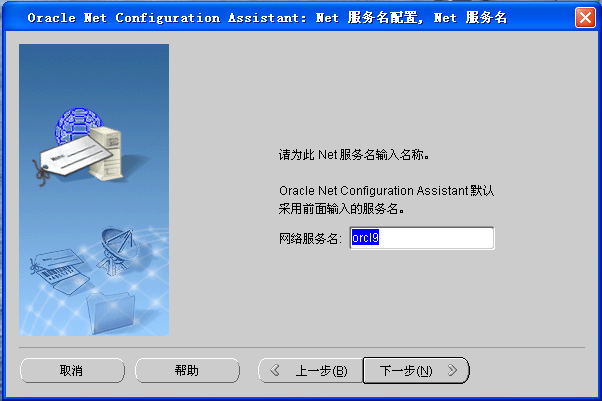 Oracle Net Configuration Assistant: Net 服务名配置, Net 服务名
请为此 Net 服务名输入名称。
Oracle Net Configuration Assistant 默认
采用前面输入的服务名。
网络服务名: orcl9
取消 帮助 上一步(B) 下一步(N)